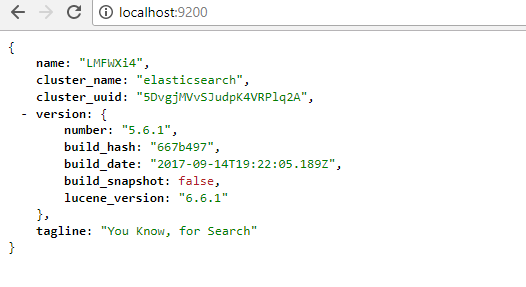 localhost:9200
{
name: "LMFWXi4",
cluster_name: "elasticsearch",
cluster_uuid: "5DvgjMVvSJudpK4VRPlq2A",
- version: {
number: "5.6.1",
build_hash: "667b497",
build_date: "2017-09-14T19:22:05.189Z",
build_snapshot: false,
lucene_version: "6.6.1"
},
tagline: "You Know, for Search"
}